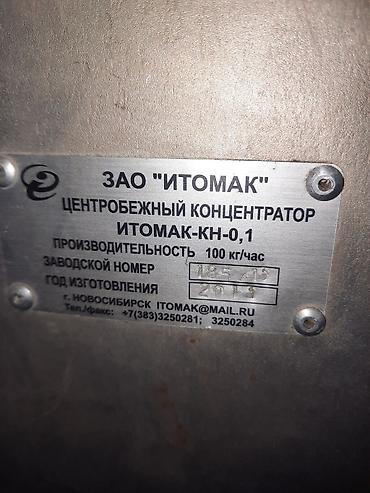 ЗАО "ИТОМАК"
ЦЕНТРОБЕЖНЫЙ КОНЦЕНТРАТОР
ИТОМАК-КН-0,1
ПРОИЗВОДИТЕЛЬНОСТЬ 100 кг/час
ЗАВОДСКОЙ НОМЕР
ГОД ИЗГОТОВЛЕНИЯ
г. НОВОСИБИРСК ITOMAK@MAIL.RU
Тел./факс: +7(383)3250281; 3250284